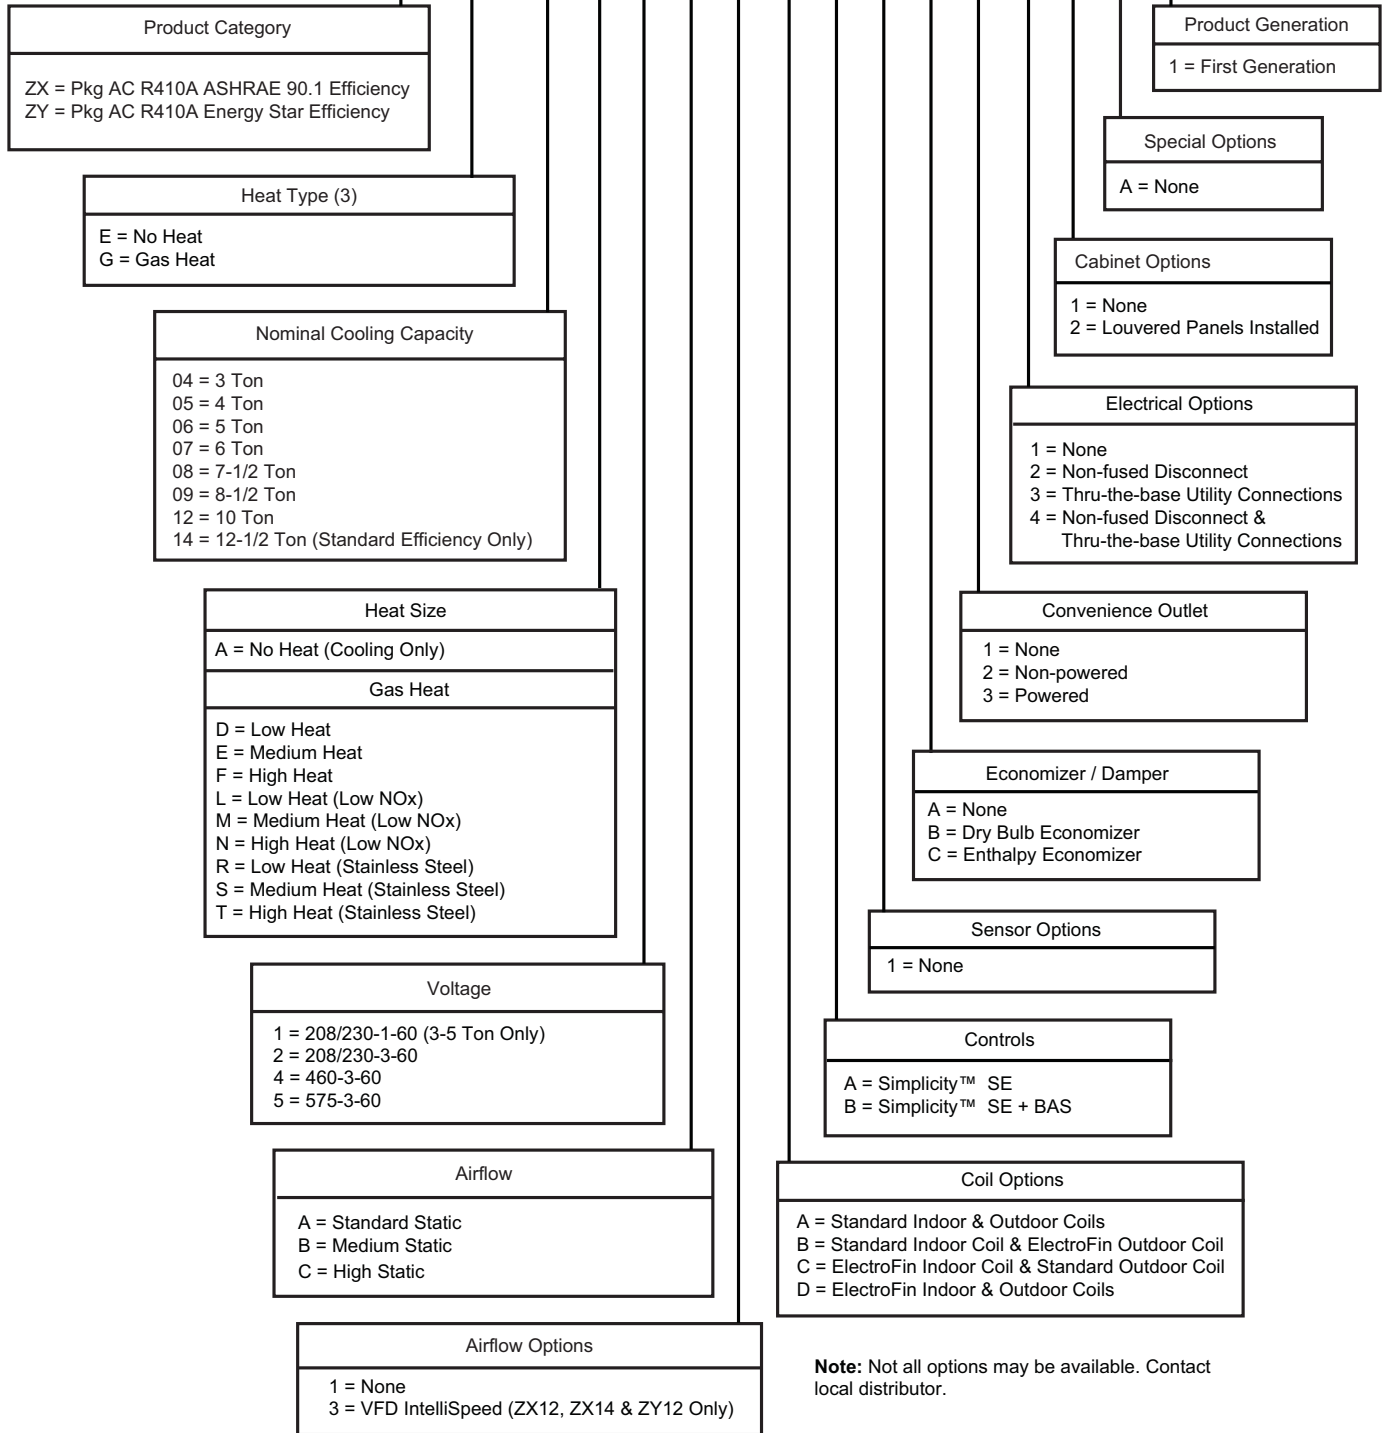 Product Category
ZX = Pkg AC R410A ASHRAE 90.1 Efficiency
ZY = Pkg AC R410A Energy Star Efficiency
Heat Type (3)
E = No Heat
G = Gas Heat
Nominal Cooling Capacity
04 = 3 Ton
05 = 4 Ton
06 = 5 Ton
07 = 6 Ton
08 = 7-1/2 Ton
09 = 8-1/2 Ton
12 = 10 Ton
14 = 12-1/2 Ton (Standard Efficiency Only)
Heat Size
A = No Heat (Cooling Only)
Gas Heat
D = Low Heat
E = Medium Heat
F = High Heat
L = Low Heat (Low NOx)
M = Medium Heat (Low NOx)
N = High Heat (Low NOx)
R = Low Heat (Stainless Steel)
S = Medium Heat (Stainless Steel)
T = High Heat (Stainless Steel)
Voltage
1 = 208/230-1-60 (3-5 Ton Only)
2 = 208/230-3-60
4 = 460-3-60
5 = 575-3-60
Airflow
A = Standard Static
B = Medium Static
C = High Static
Airflow Options
1 = None
3 = VFD IntelliSpeed (ZX12, ZX14 & ZY12 Only)
Product Generation
1 = First Generation
Special Options
A = None
Cabinet Options
1 = None
2 = Louvered Panels Installed
Electrical Options
1 = None
2 = Non-fused Disconnect
3 = Thru-the-base Utility Connections
4 = Non-fused Disconnect &
Thru-the-base Utility Connections
Convenience Outlet
1 = None
2 = Non-powered
3 = Powered
Economizer / Damper
A = None
B = Dry Bulb Economizer
C = Enthalpy Economizer
Sensor Options
1 = None
Controls
A = Simplicity™ SE
B = Simplicity™ SE + BAS
Coil Options
A = Standard Indoor & Outdoor Coils
B = Standard Indoor Coil & ElectroFin Outdoor Coil
C = ElectroFin Indoor Coil & Standard Outdoor Coil
D = ElectroFin Indoor & Outdoor Coils
Note: Not all options may be available. Contact
local distributor.